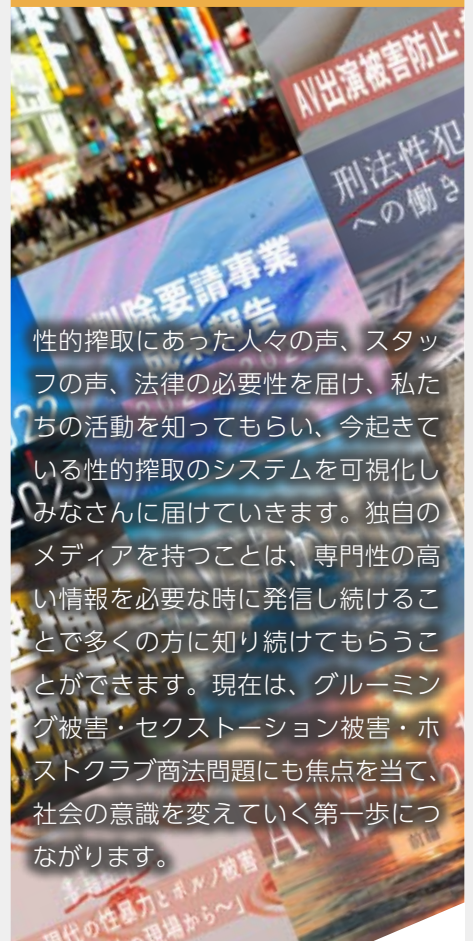 AV出演被害防止・
刑法性犯
への働き
削除要請事業
報告
性的搾取にあった人々の声、スタッ
フの声、法律の必要性を届け、私た
ちの活動を知ってもらい、今起きて
いる性的搾取のシステムを可視化し
みなさんに届けていきます。独自の
メディアを持つことは、専門性の高
い情報を必要な時に発信し続けるこ
とで多くの方に知り続けてもらうこ
とができます。現在は、グルーミン
グ被害・セクストーション被害・ホ
ストクラブ商法問題にも焦点を当て、
社会の意識を変えていく第一歩につ
ながります。
2023
前編
現代の性暴力とポルノ被害
の現場から～」